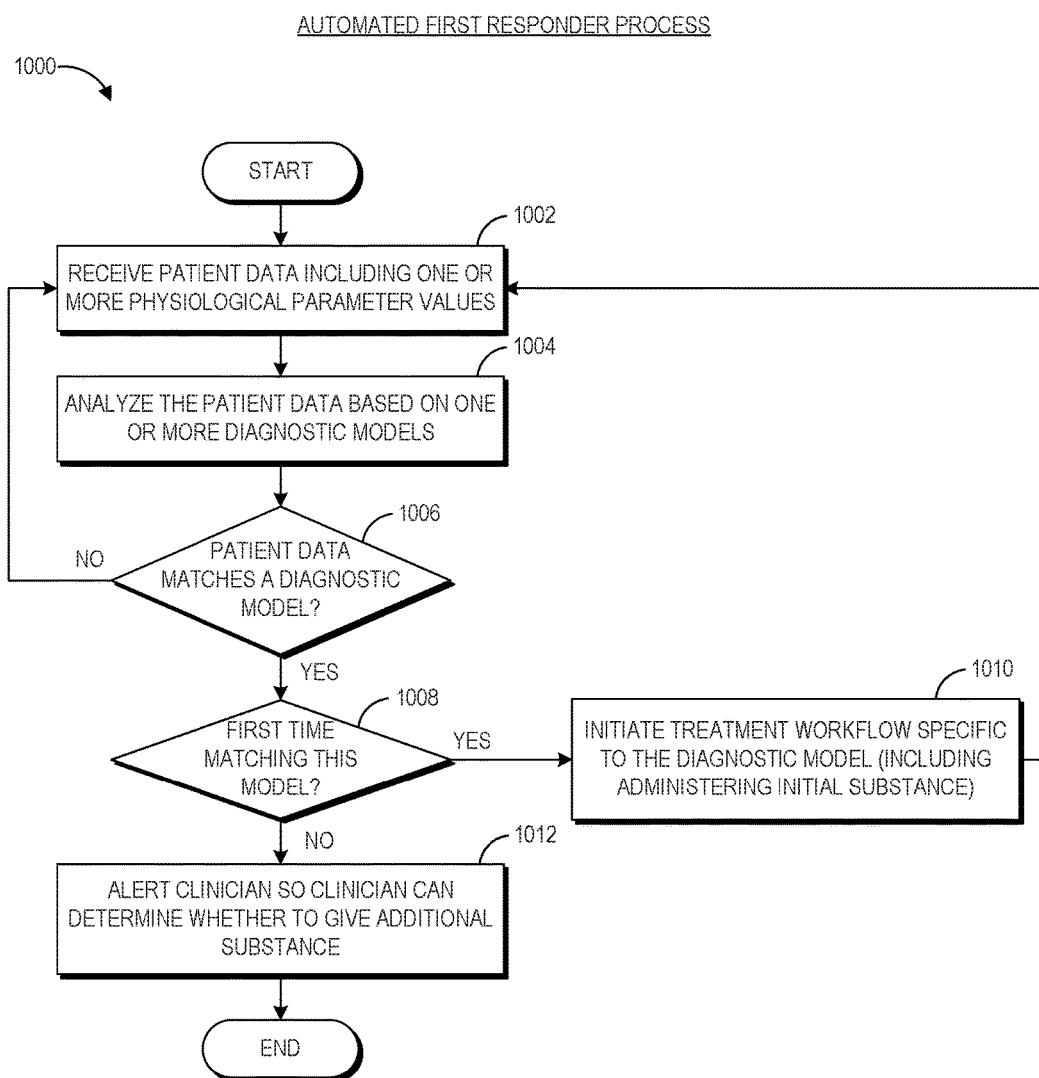 AUTOMATED FIRST RESPONDER PROCESS
1000
START
1002
RECEIVE PATIENT DATA INCLUDING ONE OR
MORE PHYSIOLOGICAL PARAMETER VALUES
1004
ANALYZE THE PATIENT DATA BASED ON ONE
OR MORE DIAGNOSTIC MODELS
1006
NO
PATIENT DATA
MATCHES A DIAGNOSTIC
MODEL?
YES
1008
FIRST TIME
MATCHING THIS
MODEL?
YES
1010
INITIATE TREATMENT WORKFLOW SPECIFIC
TO THE DIAGNOSTIC MODEL (INCLUDING
ADMINISTERING INITIAL SUBSTANCE)
NO
1012
ALERT CLINICIAN SO CLINICIAN CAN
DETERMINE WHETHER TO GIVE ADDITIONAL
SUBSTANCE
END